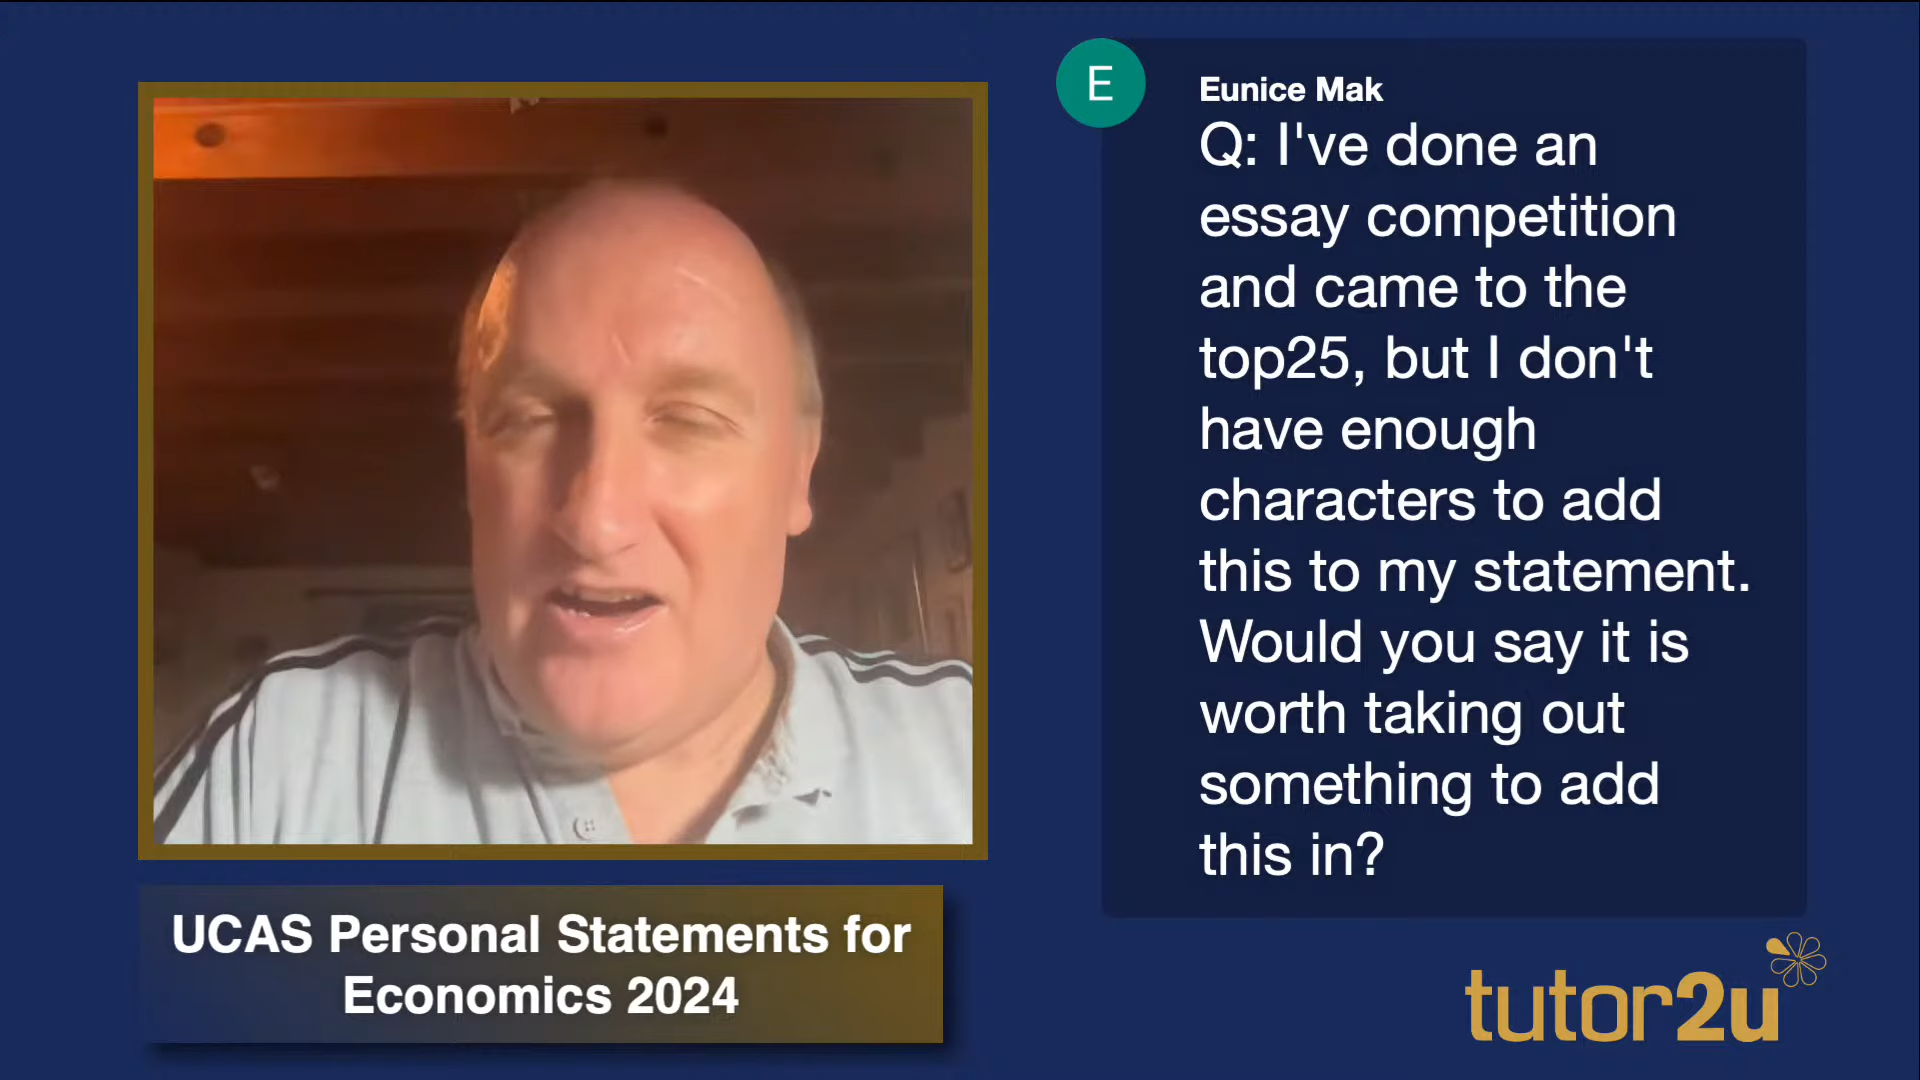 E
Eunice Mak
Q: I've done an
essay competition
and came to the
top25, but I don't
have enough
characters to add
this to my statement.
Would you say it is
worth taking out
something to add
this in?
UCAS Personal Statements for
Economics 2024
tutor2u